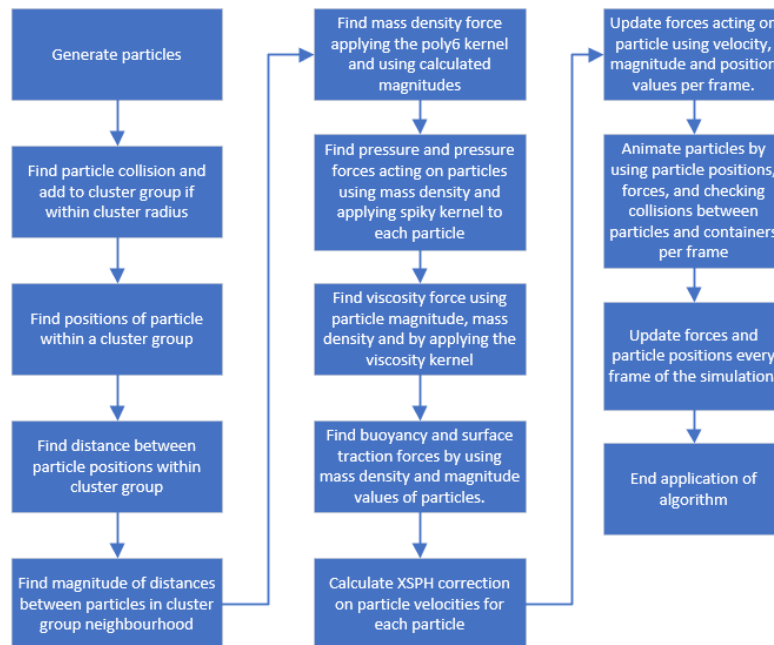 Generate particles
Find particle collision and
add to cluster group if
within cluster radius
Find positions of particle
within a cluster group
Find distance between
particle positions within
cluster group
Find magnitude of distances
between particles in cluster
group neighbourhood
Find mass density force
applying the poly6 kernel
and using calculated
magnitudes
Find pressure and pressure
forces acting on particles
using mass density and
applying spiky kernel to
each particle
Find viscosity force using
particle magnitude, mass
density and by applying the
viscosity kernel
Find buoyancy and surface
traction forces by using
mass density and magnitude
values of particles.
Calculate XSPH correction
on particle velocities for
each particle
Update forces acting on
particle using velocity,
magnitude and position
values per frame.
Animate particles by
using particle positions,
forces, and checking
collisions between
particles and containers
per frame
Update forces and
particle positions every
frame of the simulation
End application of
algorithm